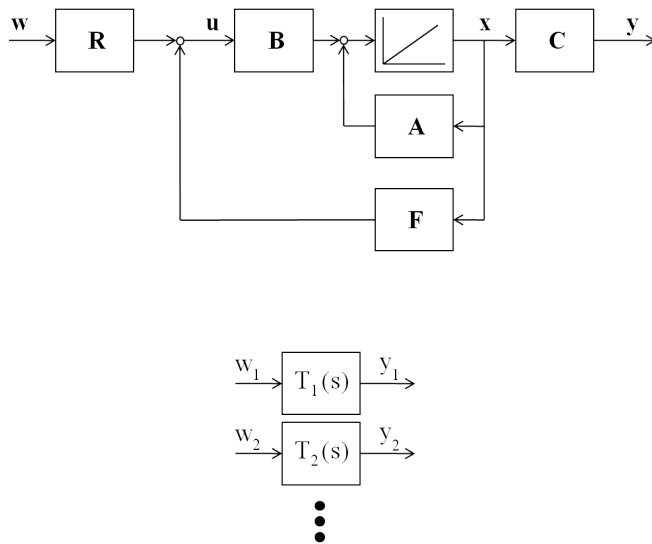 w R u B x C y
A
F
w₁ T₁(s) y₁
w₂ T₂(s) y₂